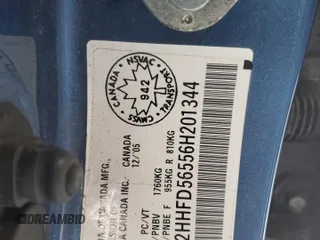 CANADA
NSVAC
TRANSPORT
CMVSS
942
CANADA MFG.,
A CANADA INC. CANADA
12/'05
PC/VT
PNBV 1760KG
PNBE F 955KG R 810KG
2HHFD56556H201344
DREAMBID